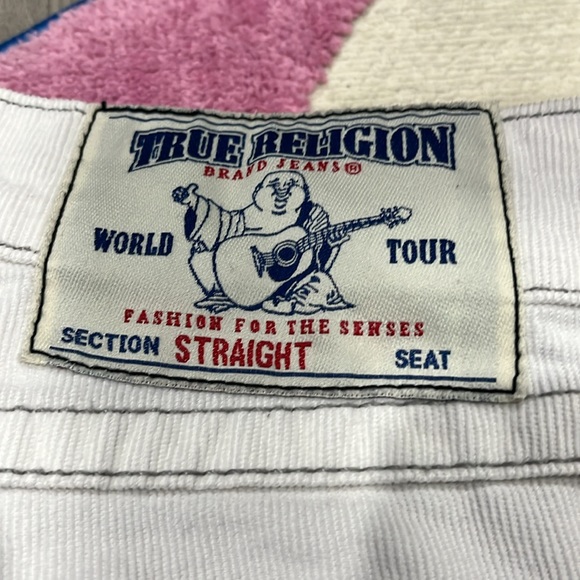 TRUE RELIGION
BRAND JEANS®
WORLD TOUR
FASHION FOR THE SENSES
SECTION STRAIGHT SEAT